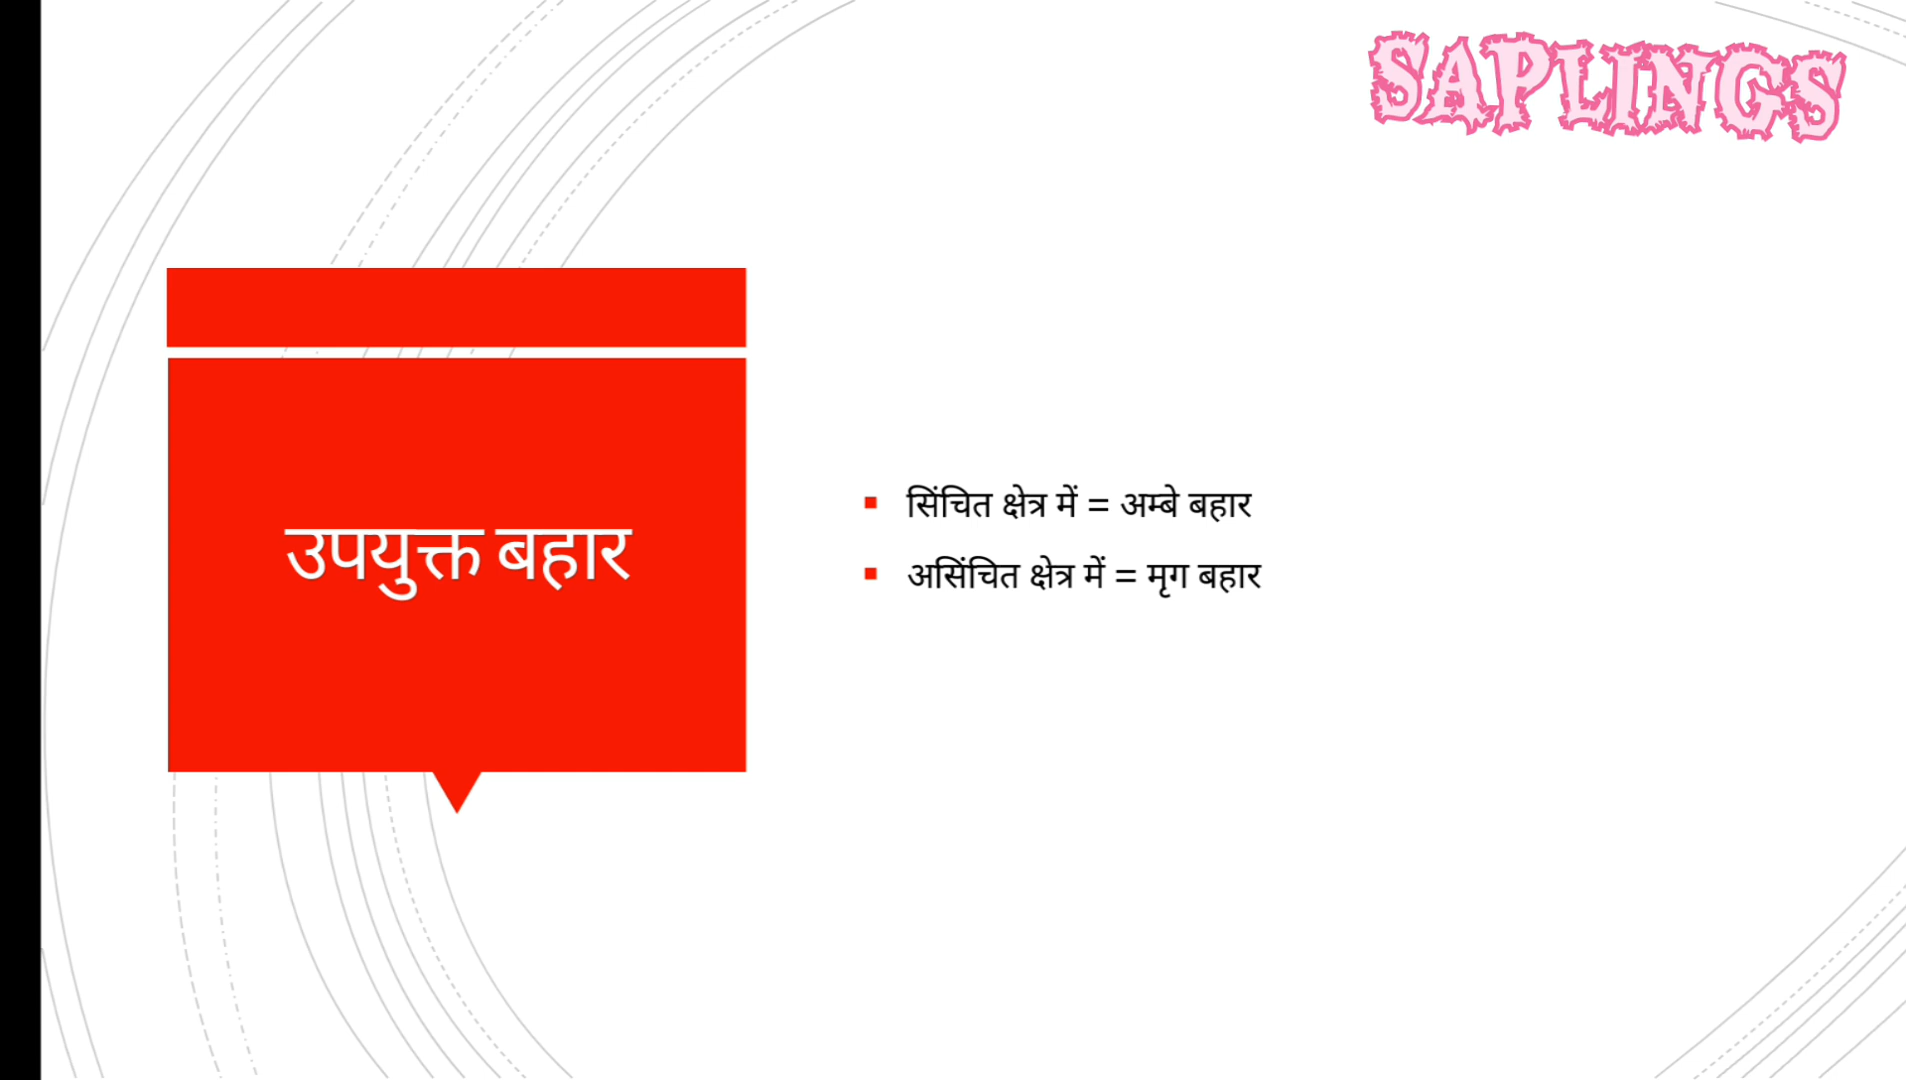 SAPLINGS
उपयुक्त बहार
सिंचित क्षेत्र में = अम्बे बहार
असिंचित क्षेत्र में = मृग बहार